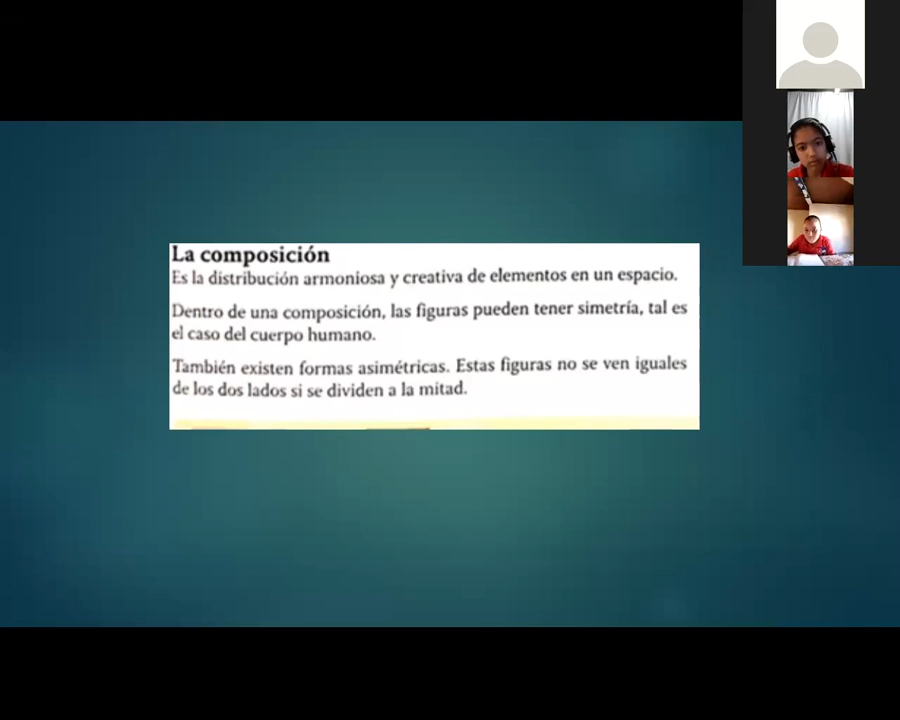 La composición
Es la distribución armoniosa y creativa de elementos en un espacio.
Dentro de una composición, las figuras pueden tener simetría, tal es
el caso del cuerpo humano.
También existen formas asimétricas. Estas figuras no se ven iguales
de los dos lados si se dividen a la mitad.